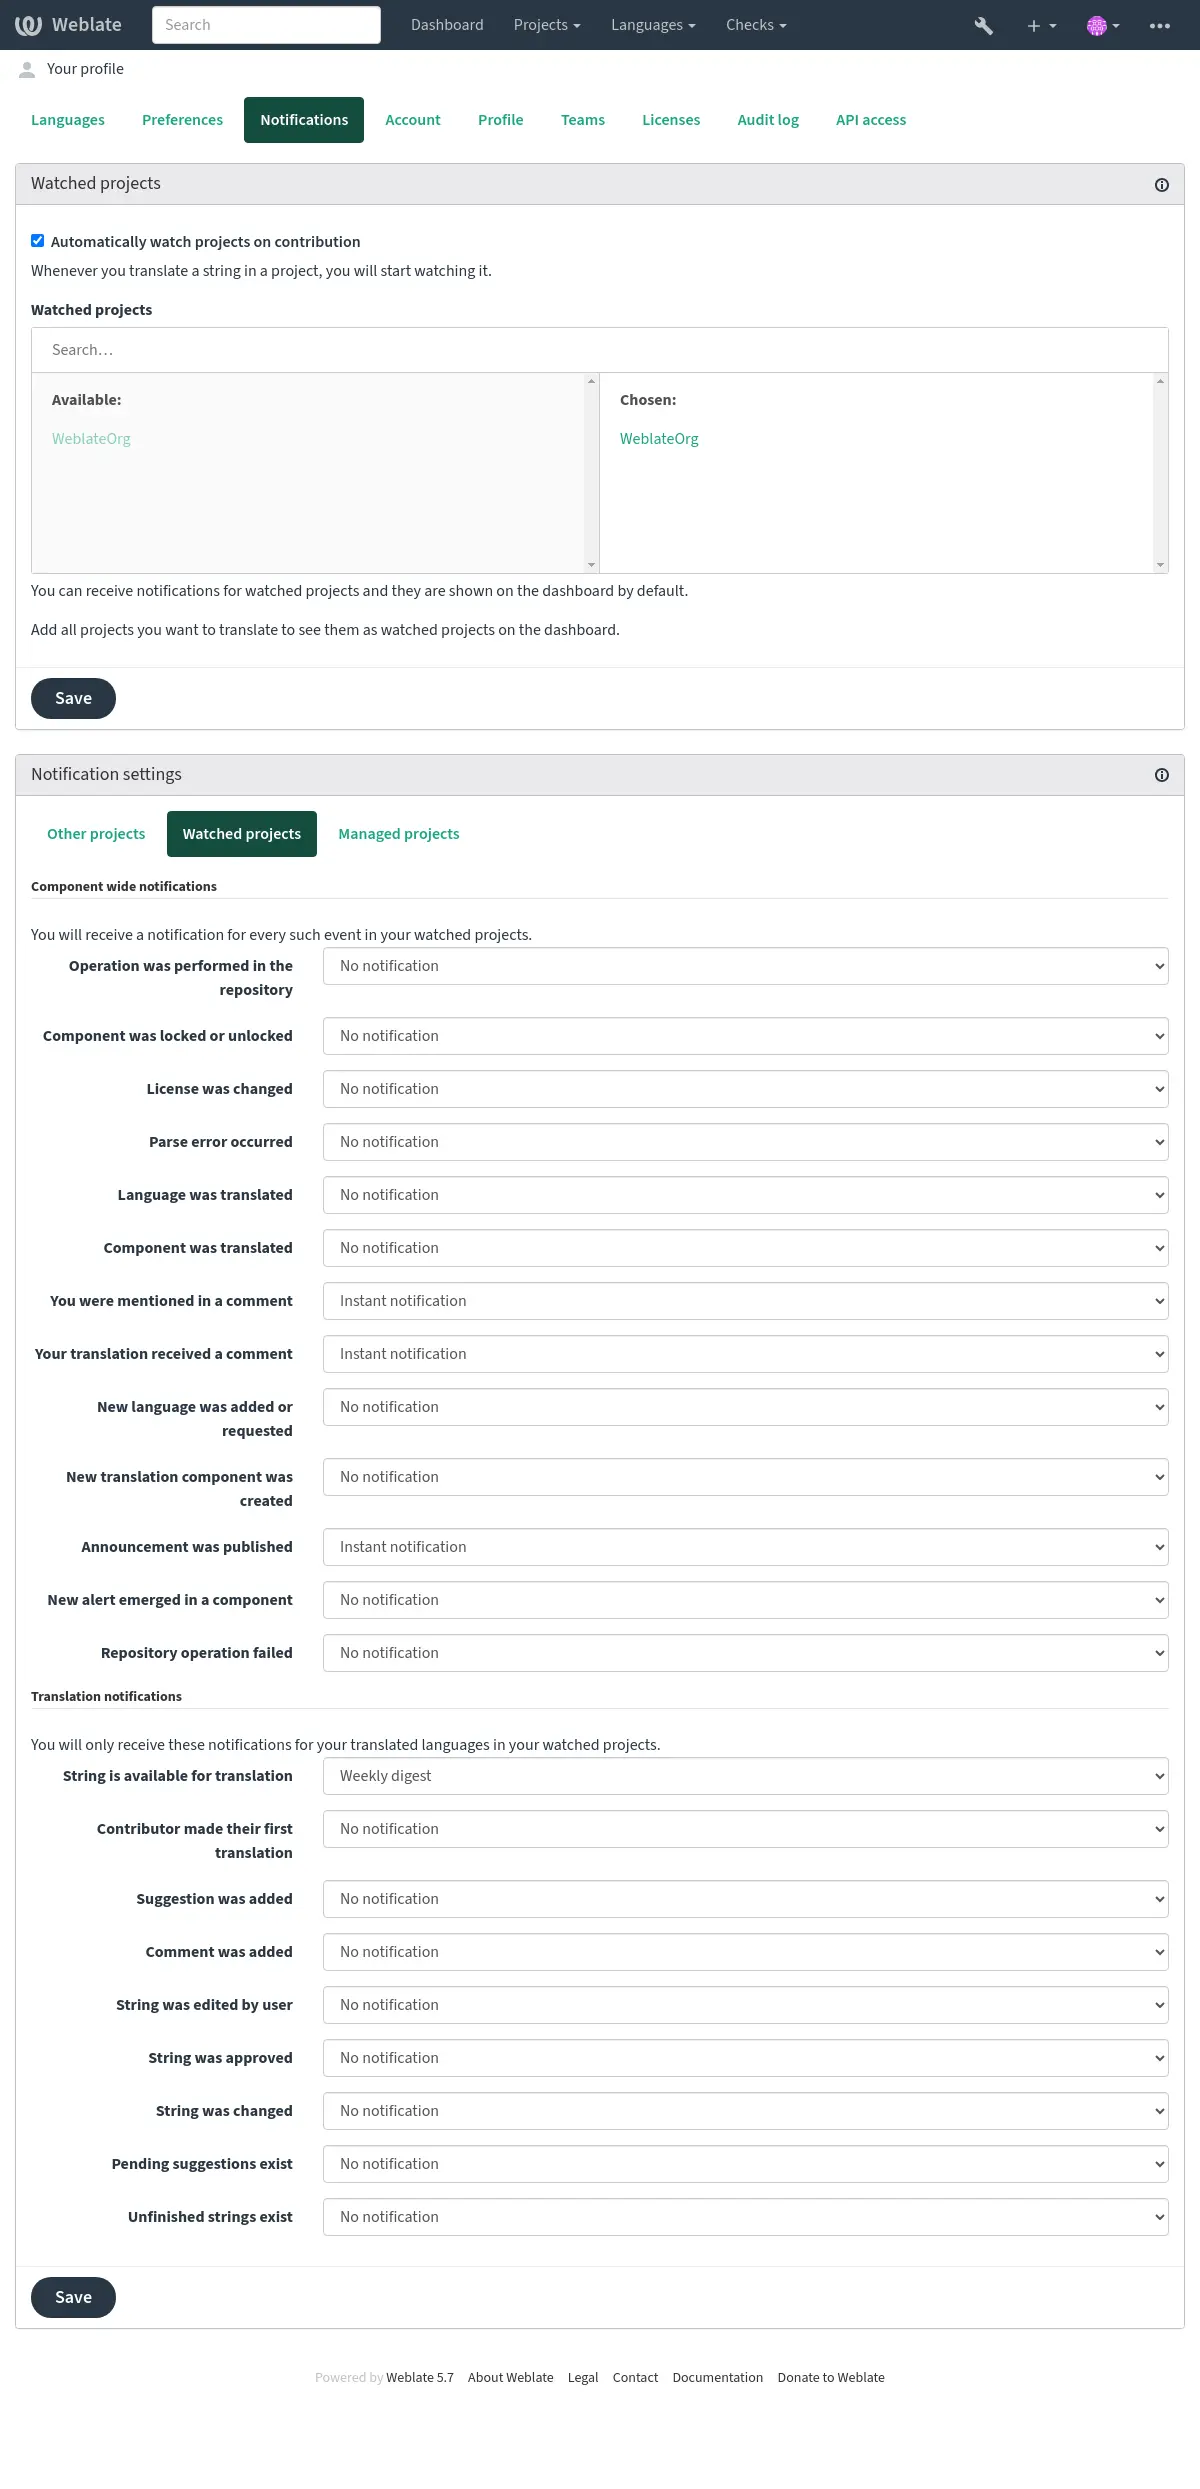 Weblate Search Dashboard Projects Languages Checks
Your profile
Languages Preferences Notifications Account Profile Teams Licenses Audit log API access
Watched projects
Automatically watch projects on contribution
Whenever you translate a string in a project, you will start watching it.
Watched projects
Search…
Available: Chosen:
WeblateOrg WeblateOrg
You can receive notifications for watched projects and they are shown on the dashboard by default.
Add all projects you want to translate to see them as watched projects on the dashboard.
Save
Notification settings
Other projects Watched projects Managed projects
Component wide notifications
You will receive a notification for every such event in your watched projects.
Operation was performed in the No notification
repository
Component was locked or unlocked No notification
License was changed No notification
Parse error occurred No notification
Language was translated No notification
Component was translated No notification
You were mentioned in a comment Instant notification
Your translation received a comment Instant notification
New language was added or No notification
requested
New translation component was No notification
created
Announcement was published Instant notification
New alert emerged in a component No notification
Repository operation failed No notification
Translation notifications
You will only receive these notifications for your translated languages in your watched projects.
String is available for translation Weekly digest
Contributor made their first No notification
translation
Suggestion was added No notification
Comment was added No notification
String was edited by user No notification
String was approved No notification
String was changed No notification
Pending suggestions exist No notification
Unfinished strings exist No notification
Save
Powered by Weblate 5.7 About Weblate Legal Contact Documentation Donate to Weblate